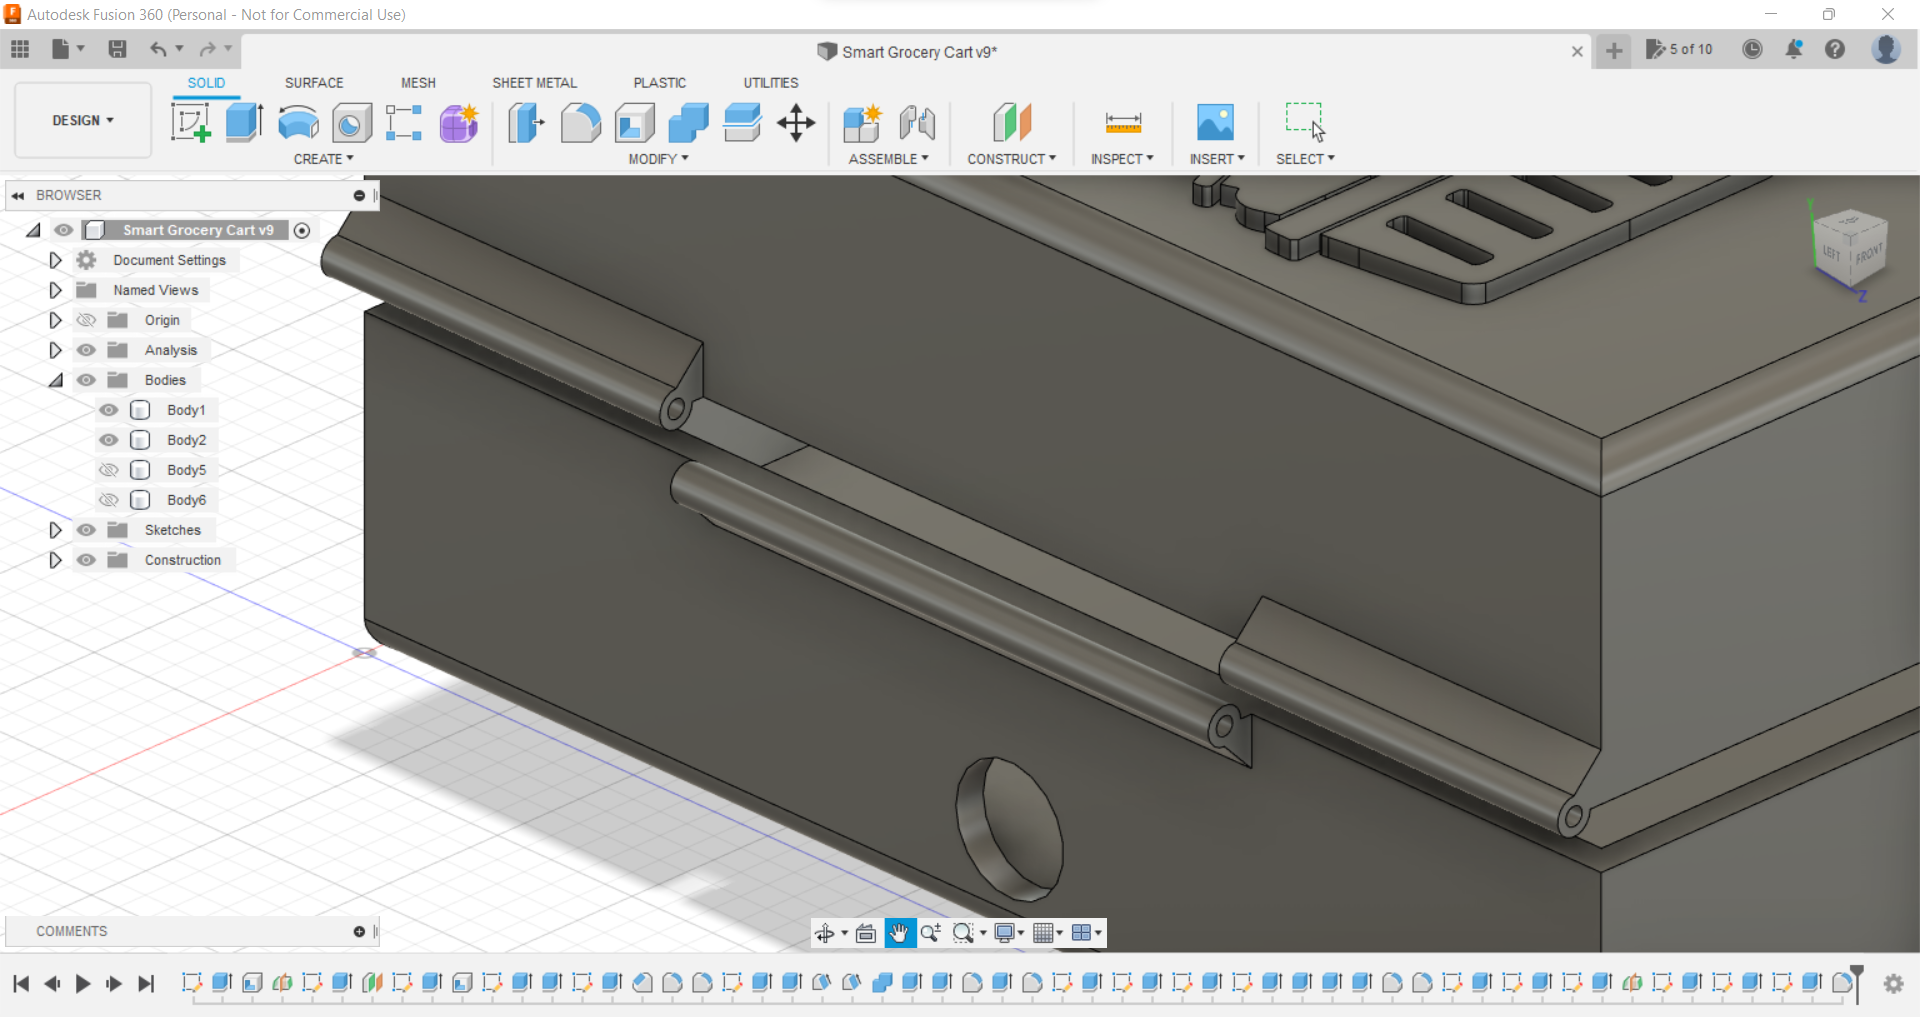 Autodesk Fusion 360 (Personal - Not for Commercial Use)
Smart Grocery Cart v9*
5 of 10
SOLID
SURFACE
MESH
SHEET METAL
PLASTIC
UTILITIES
DESIGN
CREATE
MODIFY
ASSEMBLE
CONSTRUCT
INSPECT
INSERT
SELECT
BROWSER
Smart Grocery Cart v9
Document Settings
Named Views
Origin
Analysis
Bodies
Body1
Body2
Body5
Body6
Sketches
Construction
Y
TOP
LEFT
FRONT
Z
COMMENTS